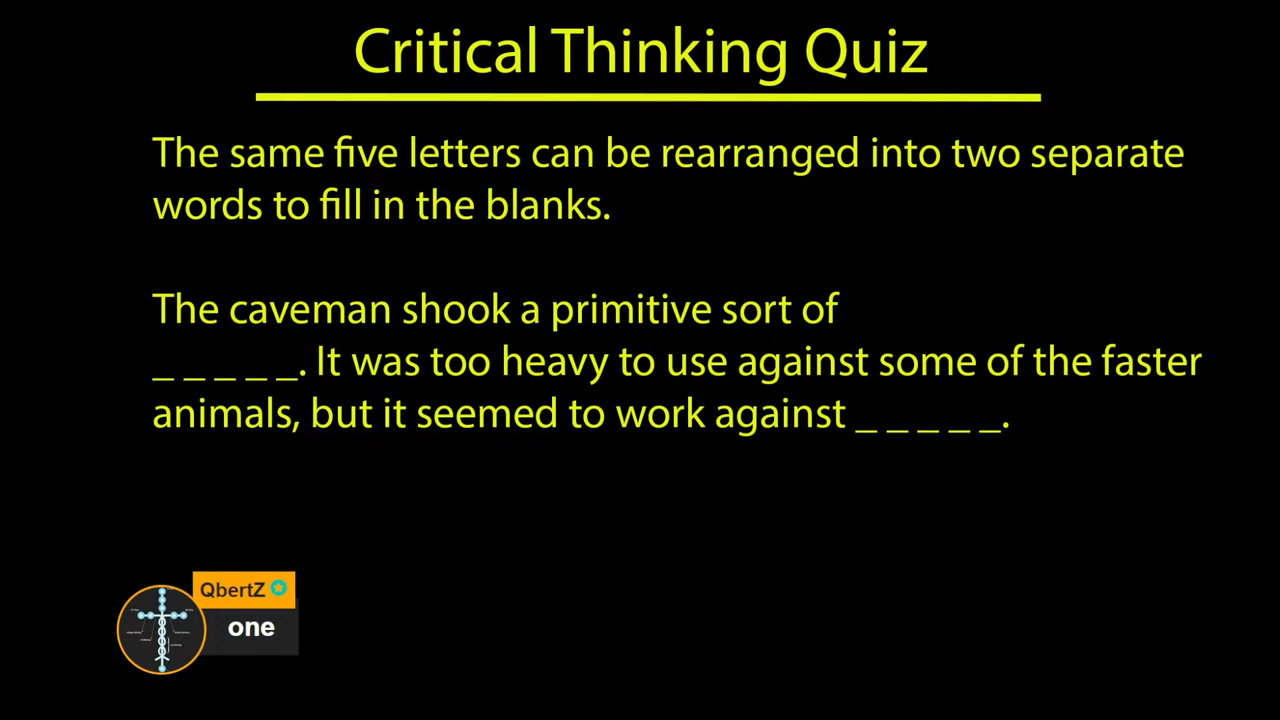 Critical Thinking Quiz
The same five letters can be rearranged into two separate
words to fill in the blanks.
The caveman shook a primitive sort of
_ _ _ _ _. It was too heavy to use against some of the faster
animals, but it seemed to work against _ _ _ _ _.
QbertZ
one